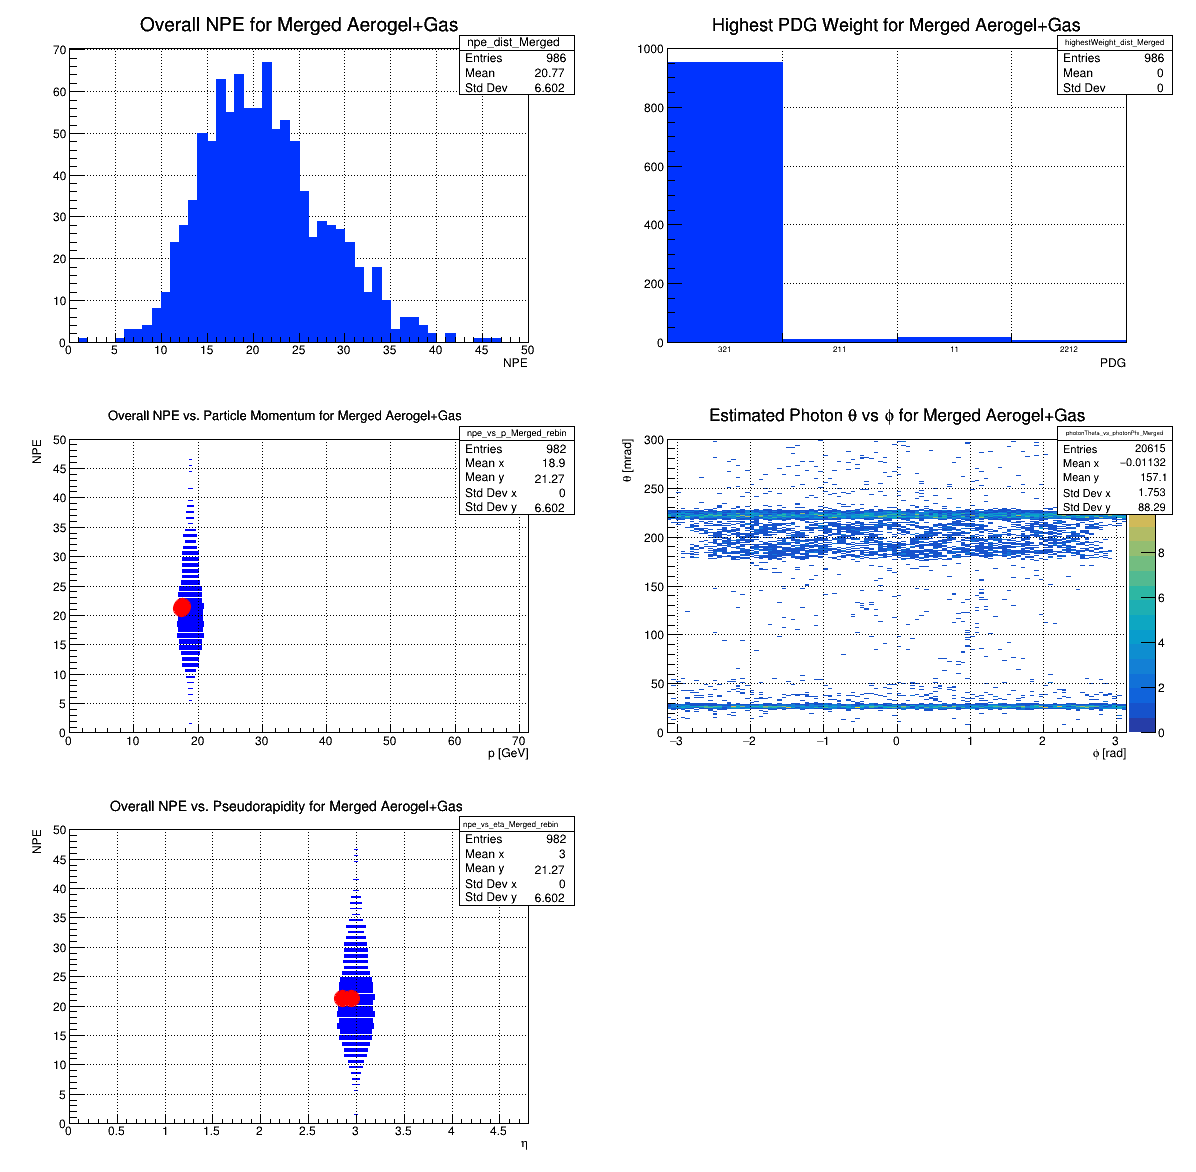 Overall NPE for Merged Aerogel+Gas
npe_dist_Merged
Entries 986
Mean 20.77
Std Dev 6.602
70
60
50
40
30
20
10
0
0 5 10 15 20 25 30 35 40 45 50
NPE
Highest PDG Weight for Merged Aerogel+Gas
highestWeight_dist_Merged
Entries 986
Mean 0
Std Dev 0
1000
800
600
400
200
0
321 211 11 2212
PDG
Overall NPE vs. Particle Momentum for Merged Aerogel+Gas
npe_vs_p_Merged_rebin
Entries 982
Mean x 18.9
Mean y 21.27
Std Dev x 0
Std Dev y 6.602
NPE
50
45
40
35
30
25
20
15
10
5
0
0 10 20 30 40 50 60 70
p [GeV]
Estimated Photon θ vs ϕ for Merged Aerogel+Gas
photonTheta_vs_photonPhi_Merged
Entries 20615
Mean x −0.01132
Mean y 157.1
Std Dev x 1.753
Std Dev y 88.29
θ [mrad]
300
250
200
150
100
50
0
−3 −2 −1 0 1 2 3
ϕ [rad]
8
6
4
2
0
Overall NPE vs. Pseudorapidity for Merged Aerogel+Gas
npe_vs_eta_Merged_rebin
Entries 982
Mean x 3
Mean y 21.27
Std Dev x 0
Std Dev y 6.602
NPE
50
45
40
35
30
25
20
15
10
5
0
0 0.5 1 1.5 2 2.5 3 3.5 4 4.5
η